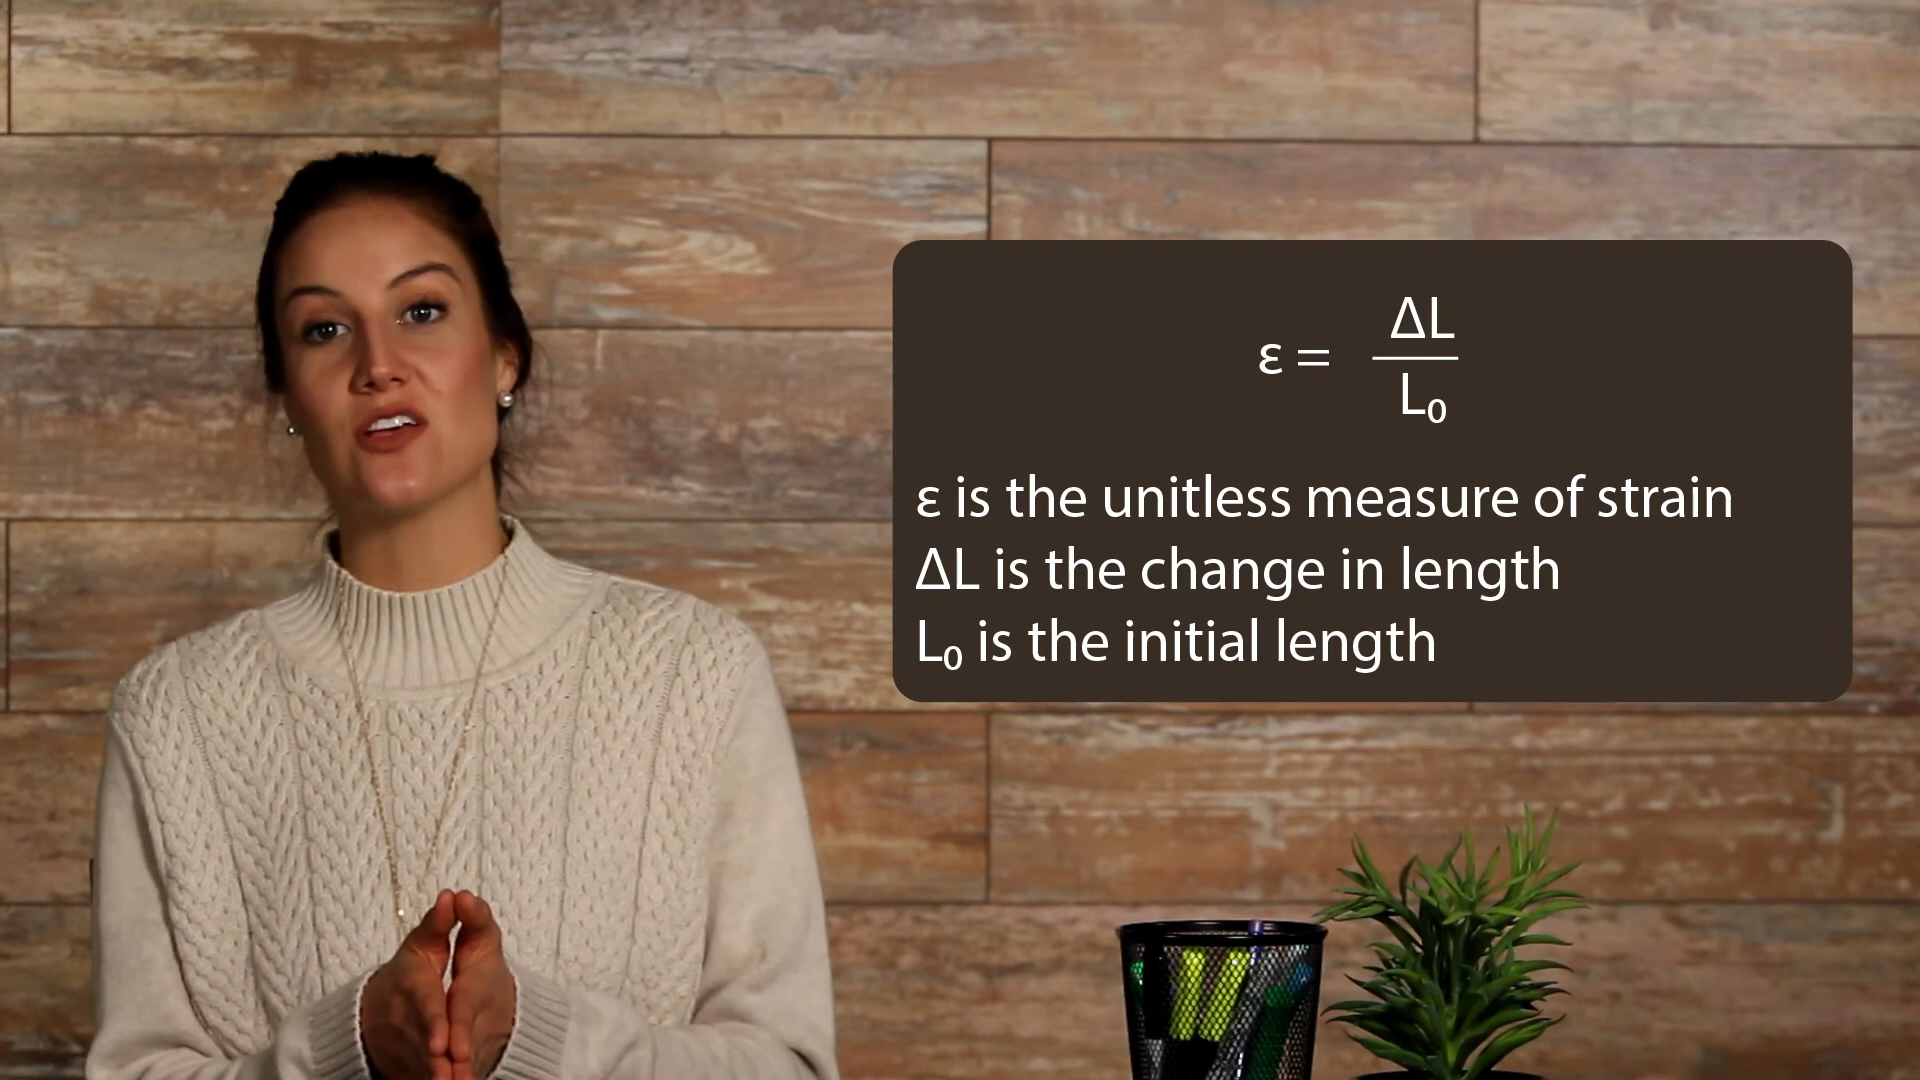 ε = ΔL / L₀
ε is the unitless measure of strain
ΔL is the change in length
L₀ is the initial length